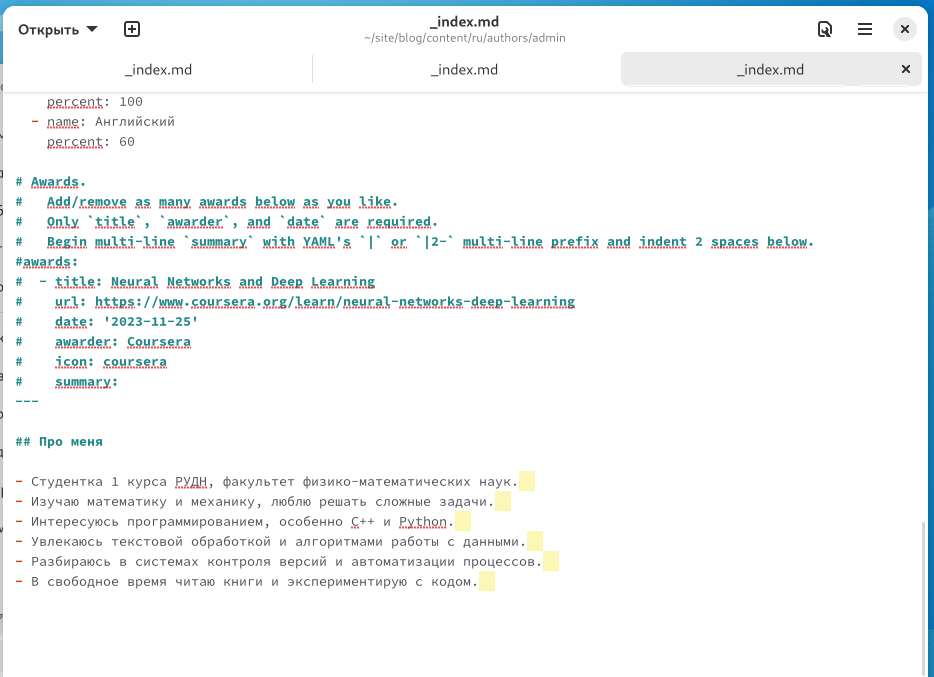 Открыть
_index.md
~/site/blog/content/ru/authors/admin
_index.md
_index.md
_index.md
percent: 100
- name: Английский
percent: 60
# Awards.
#   Add/remove as many awards below as you like.
#   Only `title`, `awarder`, and `date` are required.
#   Begin multi-line `summary` with YAML's `|` or `|2-` multi-line prefix and indent 2 spaces below.
#awards:
#  - title: Neural Networks and Deep Learning
#    url: https://www.coursera.org/learn/neural-networks-deep-learning
#    date: '2023-11-25'
#    awarder: Coursera
#    icon: coursera
#    summary:
---
## Про меня
- Студентка 1 курса РУДН, факультет физико-математических наук.
- Изучаю математику и механику, люблю решать сложные задачи.
- Интересуюсь программированием, особенно C++ и Python.
- Увлекаюсь текстовой обработкой и алгоритмами работы с данными.
- Разбираюсь в системах контроля версий и автоматизации процессов.
- В свободное время читаю книги и экспериментирую с кодом.